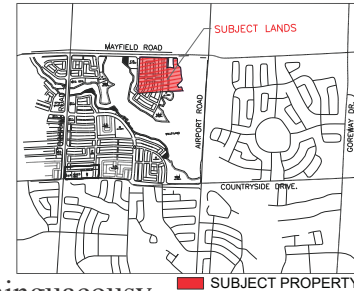 SUBJECT LANDS
MAYFIELD ROAD
AIRPORT ROAD
GOREWAY DR.
COUNTRYSIDE DRIVE.
SUBJECT PROPERTY